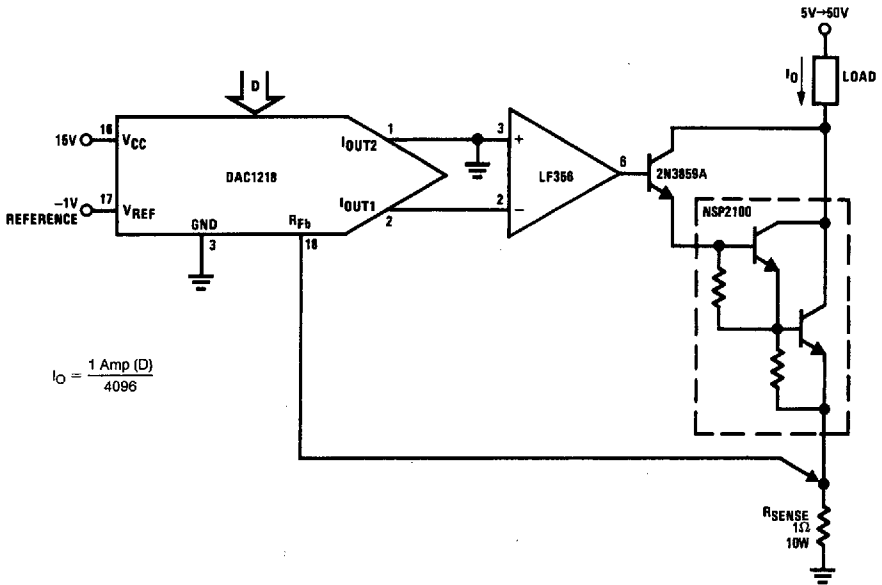 5V→50V
IO
LOAD
D
16
15V
VCC
1
IOUT2
3
+
6
2N3859A
DAC1218
LF356
-1V
REFERENCE
17
VREF
IOUT1
2
2
−
NSP2100
GND
RFb
3
18
IO = 1 Amp (D)
4096
RSENSE
1Ω
10W